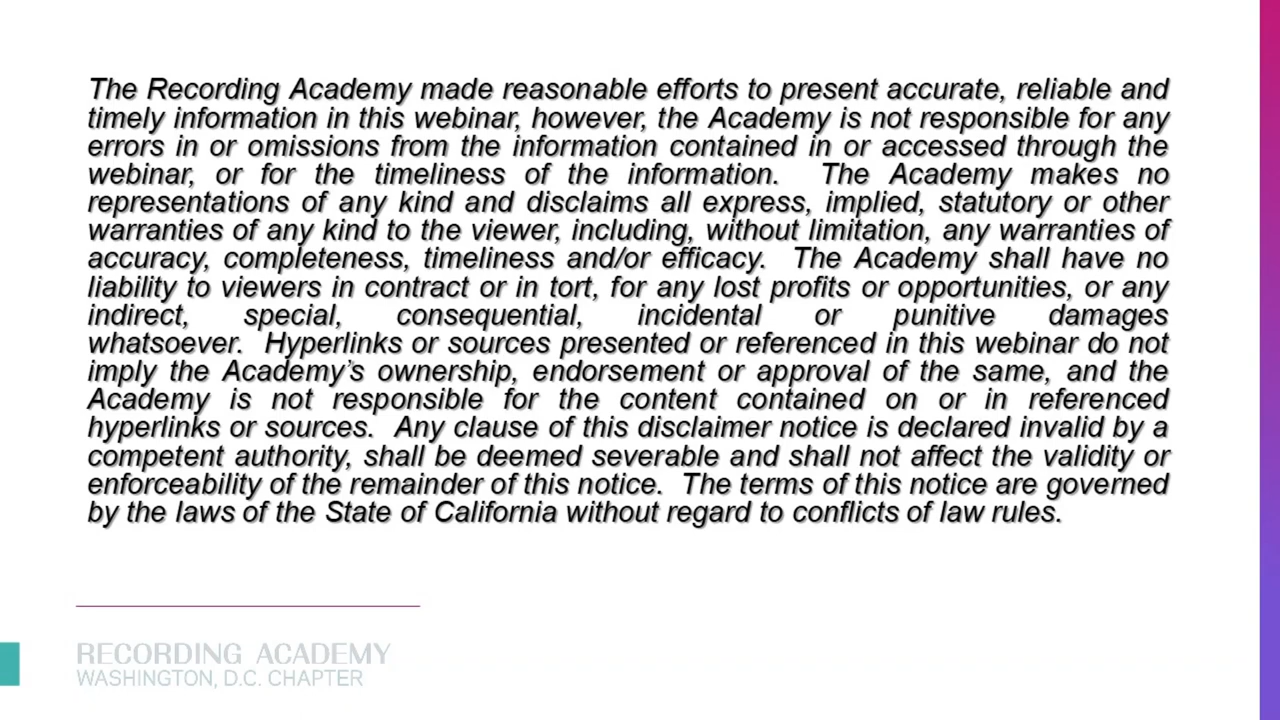 The Recording Academy made reasonable efforts to present accurate, reliable and
timely information in this webinar, however, the Academy is not responsible for any
errors in or omissions from the information contained in or accessed through the
webinar, or for the timeliness of the information.  The Academy makes no
representations of any kind and disclaims all express, implied, statutory or other
warranties of any kind to the viewer, including, without limitation, any warranties of
accuracy, completeness, timeliness and/or efficacy.  The Academy shall have no
liability to viewers in contract or in tort, for any lost profits or opportunities, or any
indirect, special, consequential, incidental or punitive damages
whatsoever.  Hyperlinks or sources presented or referenced in this webinar do not
imply the Academy’s ownership, endorsement or approval of the same, and the
Academy is not responsible for the content contained on or in referenced
hyperlinks or sources.  Any clause of this disclaimer notice is declared invalid by a
competent authority, shall be deemed severable and shall not affect the validity or
enforceability of the remainder of this notice.  The terms of this notice are governed
by the laws of the State of California without regard to conflicts of law rules.
RECORDING ACADEMY
WASHINGTON, D.C. CHAPTER